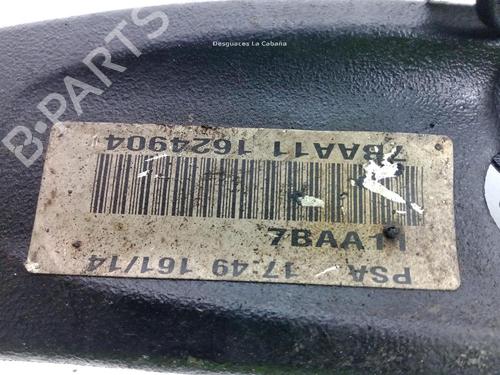 Desguaces La Cabaña
B-PARTS
7BAA11 1624904
7BAA11
PSA 17:49 161/14